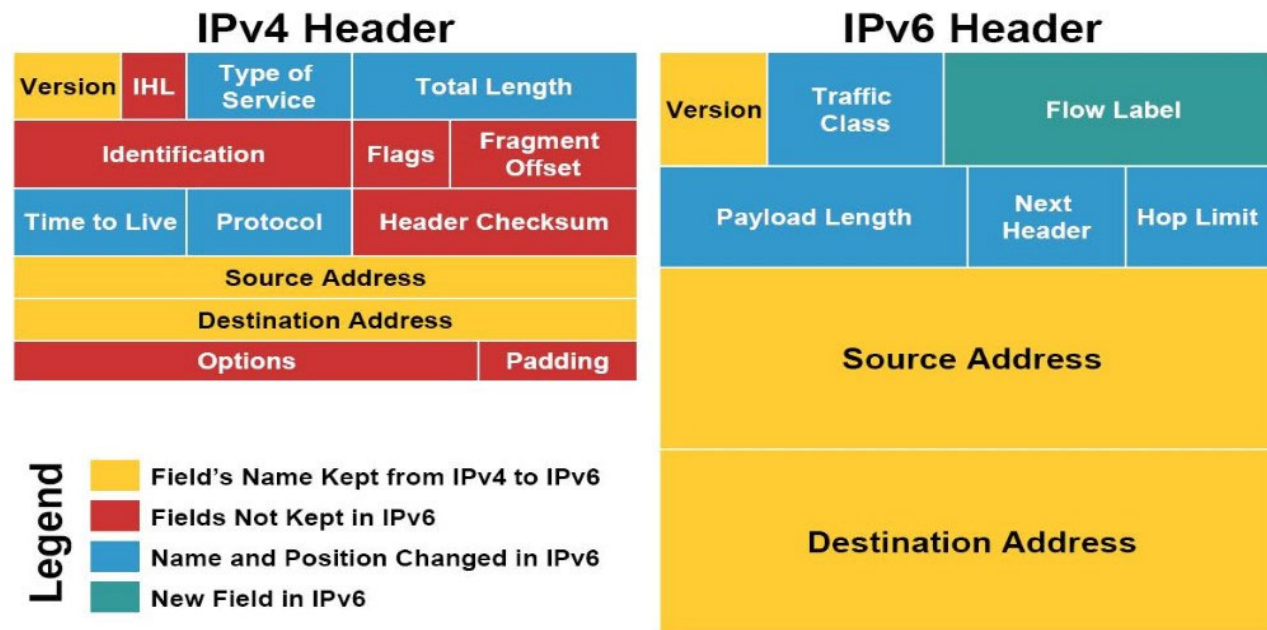 IPv4 Header
Version IHL Type of Service Total Length
Identification Flags Fragment Offset
Time to Live Protocol Header Checksum
Source Address
Destination Address
Options Padding
IPv6 Header
Version Traffic Class Flow Label
Payload Length Next Header Hop Limit
Source Address
Destination Address
Legend
Field’s Name Kept from IPv4 to IPv6
Fields Not Kept in IPv6
Name and Position Changed in IPv6
New Field in IPv6